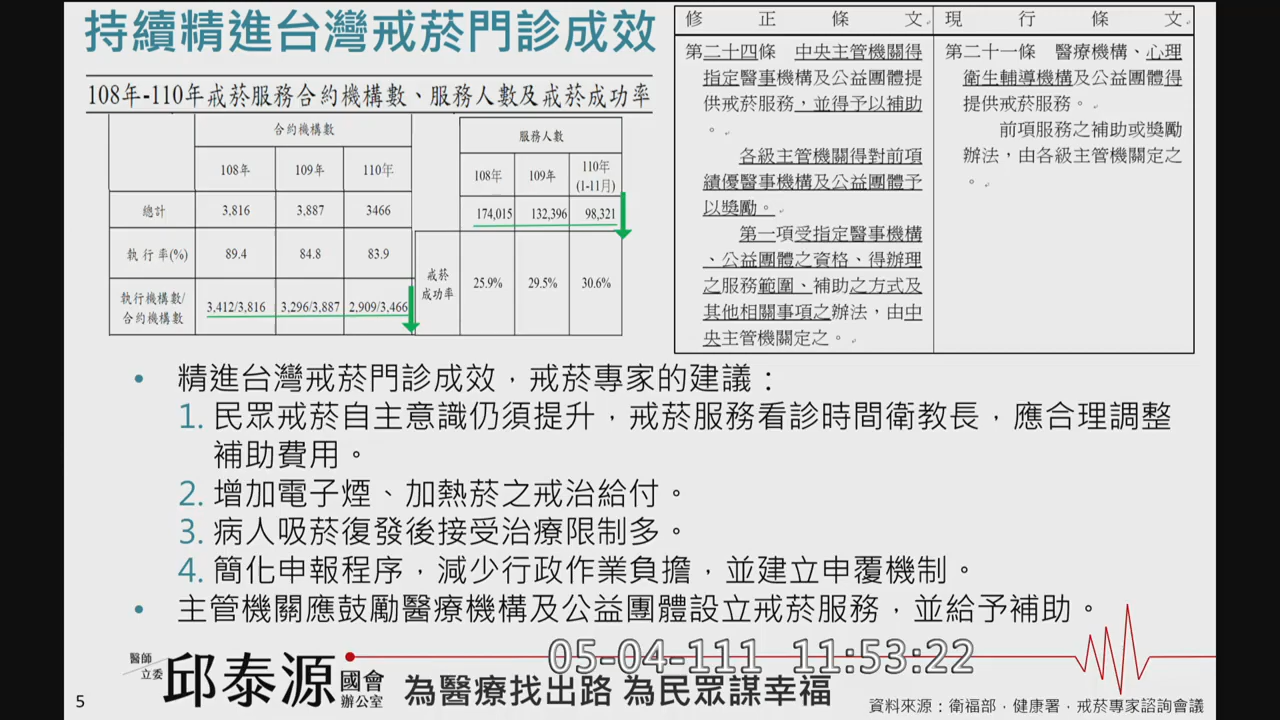 持續精進台灣戒菸門診成效
108年-110年戒菸服務合約機構數、服務人數及戒菸成功率
合約機構數
108年 109年 110年
總計 3,816 3,887 3466
執行率(%) 89.4 84.8 83.9
執行機構數/
合約機構數
3,412/3,816 3,296/3,887 2,909/3,466
服務人數
108年 109年 110年
(1-11月)
174,015 132,396 98,321
戒菸
成功率
25.9% 29.5% 30.6%
修正條文
第二十四條 中央主管機關得
指定醫事機構及公益團體提
供戒菸服務,並得予以補助
。
各級主管機關得對前項
績優醫事機構及公益團體予
以獎勵。
第一項受指定醫事機構
、公益團體之資格、得辦理
之服務範圍、補助之方式及
其他相關事項之辦法,由中
央主管機關定之。
現行條文
第二十一條 醫療機構、心理
衛生輔導機構及公益團體得
提供戒菸服務。
前項服務之補助或獎勵
辦法,由各級主管機關定之
。
• 精進台灣戒菸門診成效,戒菸專家的建議:
1. 民眾戒菸自主意識仍須提升,戒菸服務看診時間衛教長,應合理調整
補助費用。
2. 增加電子煙、加熱菸之戒治給付。
3. 病人吸菸復發後接受治療限制多。
4. 簡化申報程序,減少行政作業負擔,並建立申覆機制。
• 主管機關應鼓勵醫療機構及公益團體設立戒菸服務,並給予補助。
05-04-111 11:53:22
醫師
立委
邱泰源
國會
辦公室
為醫療找出路 為民眾謀幸福
資料來源:衛福部,健康署,戒菸專家諮詢會議
5